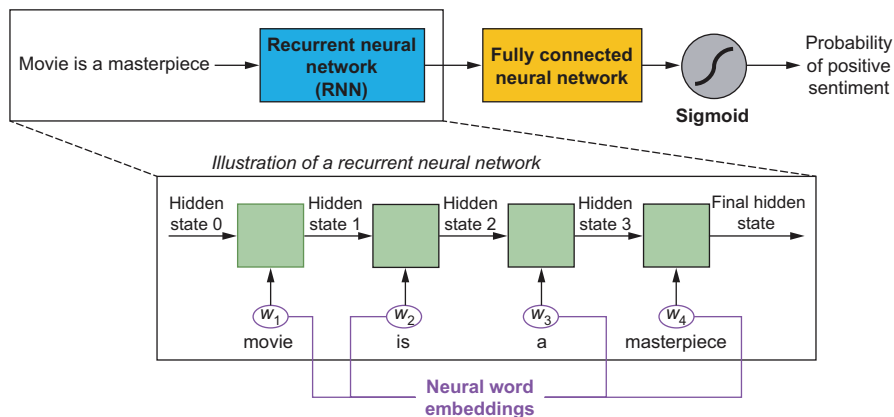 Movie is a masterpiece
Recurrent neural
network
(RNN)
Fully connected
neural network
Sigmoid
Probability
of positive
sentiment
Illustration of a recurrent neural network
Hidden
state 0
Hidden
state 1
Hidden
state 2
Hidden
state 3
Final hidden
state
w1
w2
w3
w4
movie
is
a
masterpiece
Neural word
embeddings